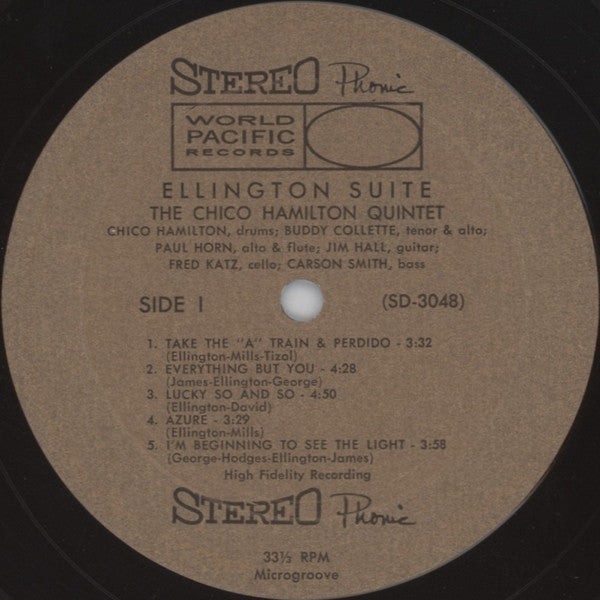 STEREO Phonic
WORLD
PACIFIC
RECORDS
ELLINGTON SUITE
THE CHICO HAMILTON QUINTET
CHICO HAMILTON, drums; BUDDY COLLETTE, tenor & alto;
PAUL HORN, alto & flute; JIM HALL, guitar;
FRED KATZ, cello; CARSON SMITH, bass
SIDE I (SD-3048)
1. TAKE THE "A" TRAIN & PERDIDO - 3:32
(Ellington-Mills-Tizol)
2. EVERYTHING BUT YOU - 4:28
(James-Ellington-George)
3. LUCKY SO AND SO - 4:50
(Ellington-David)
4. AZURE - 3:29
(Ellington-Mills)
5. I'M BEGINNING TO SEE THE LIGHT - 3:58
(George-Hodges-Ellington-James)
High Fidelity Recording
STEREO Phonic
33⅓ RPM
Microgroove